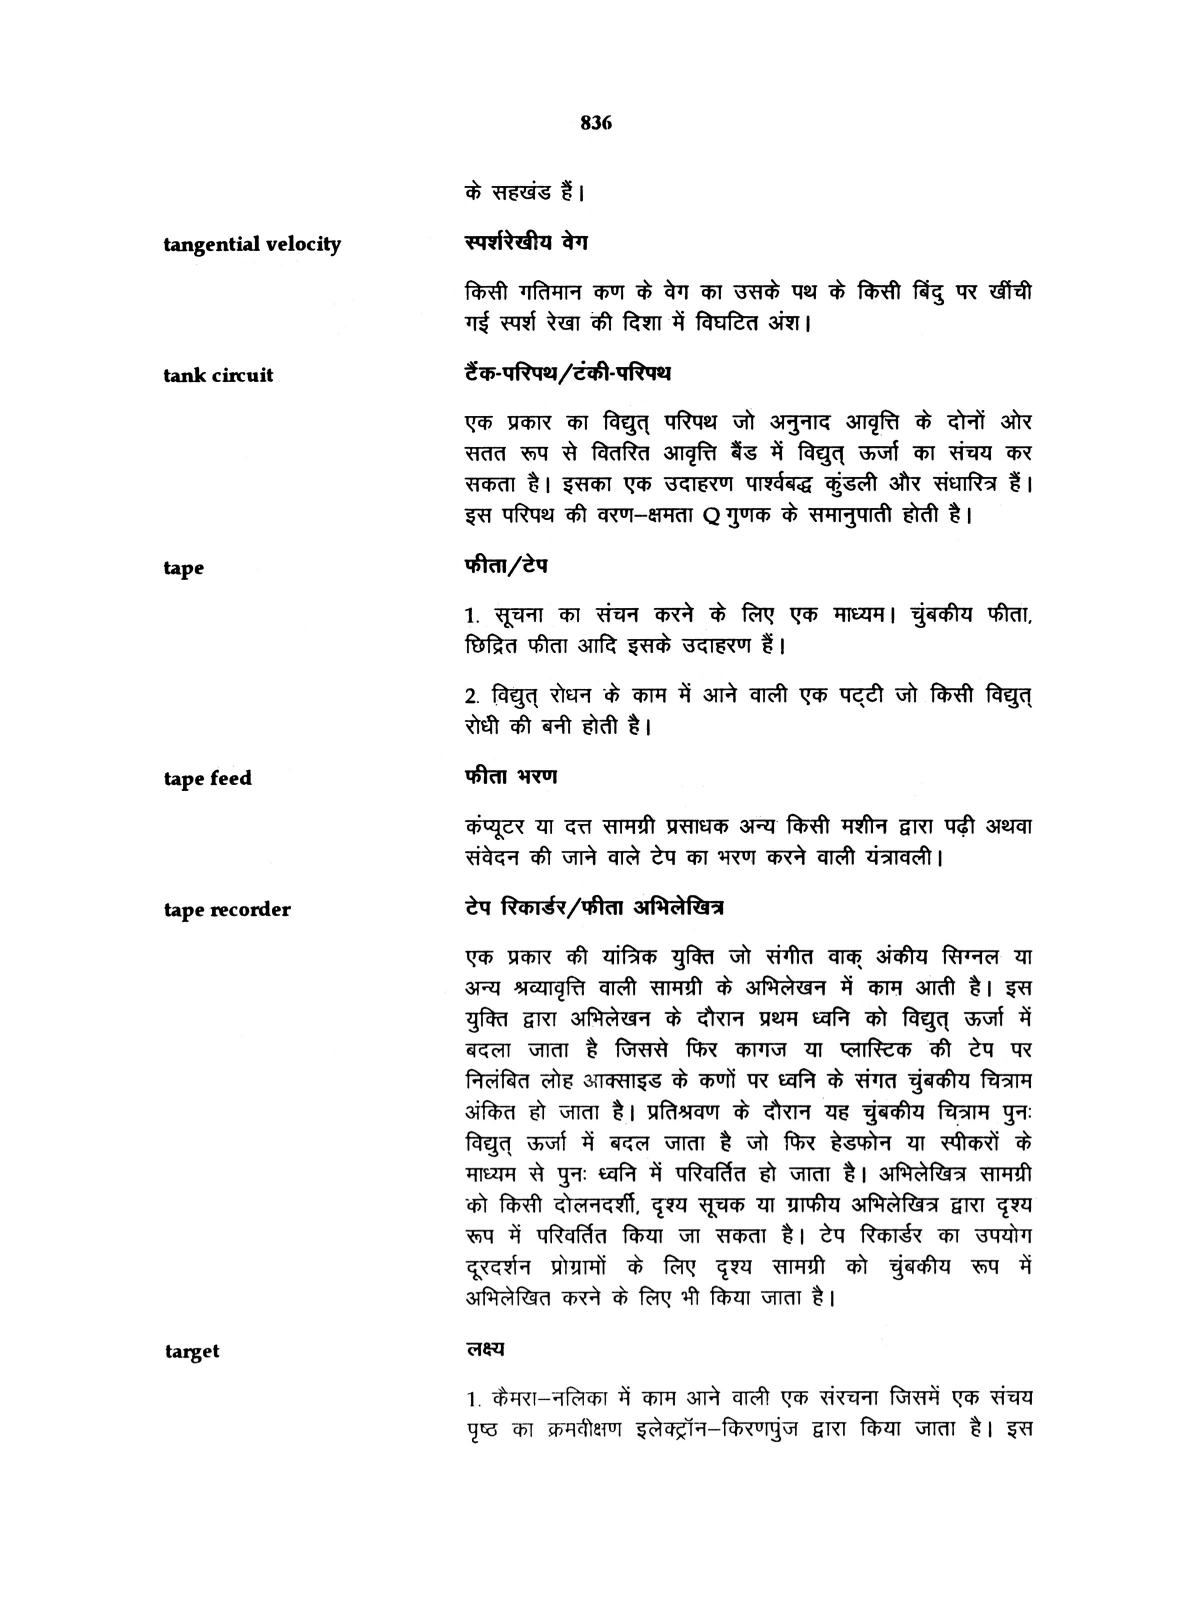 836
के सहखंड हैं।
tangential velocity स्पर्शरेखीय वेग
किसी गतिमान कण के वेग का उसके पथ के किसी बिंदु पर खींची
गई स्पर्श रेखा की दिशा में विघटित अंश।
tank circuit टैंक-परिपथ/टंकी-परिपथ
एक प्रकार का विद्युत् परिपथ जो अनुनाद आवृत्ति के दोनों ओर
सतत रूप से वितरित आवृत्ति बैंड में विद्युत् ऊर्जा का संचय कर
सकता है। इसका एक उदाहरण पार्श्वबद्ध कुंडली और संधारित्र हैं।
इस परिपथ की वरण–क्षमता Q गुणक के समानुपाती होती है।
tape फीता/टेप
1. सूचना का संचन करने के लिए एक माध्यम। चुंबकीय फीता,
छिद्रित फीता आदि इसके उदाहरण हैं।
2. विद्युत् रोधन के काम में आने वाली एक पट्टी जो किसी विद्युत्
रोधी की बनी होती है।
tape feed फीता भरण
कंप्यूटर या दत्त सामग्री प्रसाधक अन्य किसी मशीन द्वारा पढ़ी अथवा
संवेदन की जाने वाले टेप का भरण करने वाली यंत्रावली।
tape recorder टेप रिकार्डर/फीता अभिलेखित्र
एक प्रकार की यांत्रिक युक्ति जो संगीत वाक् अंकीय सिग्नल या
अन्य श्रव्यावृत्ति वाली सामग्री के अभिलेखन में काम आती है। इस
युक्ति द्वारा अभिलेखन के दौरान प्रथम ध्वनि को विद्युत् ऊर्जा में
बदला जाता है जिससे फिर कागज या प्लास्टिक की टेप पर
निलंबित लोह आक्साइड के कणों पर ध्वनि के संगत चुंबकीय चित्राम
अंकित हो जाता है। प्रतिश्रवण के दौरान यह चुंबकीय चित्राम पुनः
विद्युत् ऊर्जा में बदल जाता है जो फिर हेडफोन या स्पीकरों के
माध्यम से पुनः ध्वनि में परिवर्तित हो जाता है। अभिलेखित्र सामग्री
को किसी दोलनदर्शी, दृश्य सूचक या ग्राफीय अभिलेखित्र द्वारा दृश्य
रूप में परिवर्तित किया जा सकता है। टेप रिकार्डर का उपयोग
दूरदर्शन प्रोग्रामों के लिए दृश्य सामग्री को चुंबकीय रूप में
अभिलेखित करने के लिए भी किया जाता है।
target लक्ष्य
1. कैमरा–नलिका में काम आने वाली एक संरचना जिसमें एक संचय
पृष्ठ का क्रमवीक्षण इलेक्ट्रॉन–किरणपुंज द्वारा किया जाता है। इस